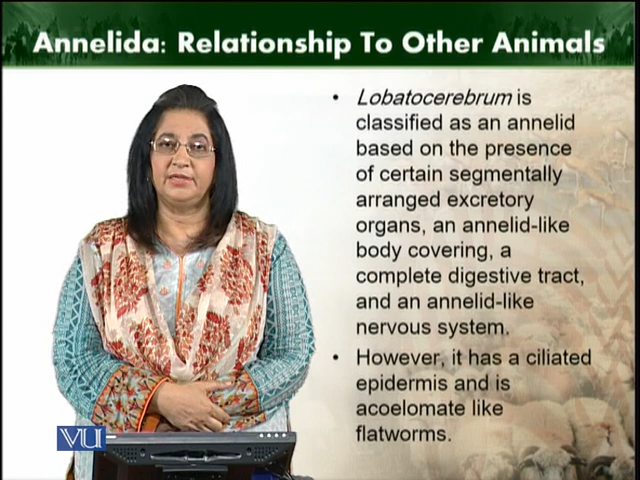 Annelida: Relationship To Other Animals
• Lobatocerebrum is
classified as an annelid
based on the presence
of certain segmentally
arranged excretory
organs, an annelid-like
body covering, a
complete digestive tract,
and an annelid-like
nervous system.
• However, it has a ciliated
epidermis and is
acoelomate like
flatworms.
VU